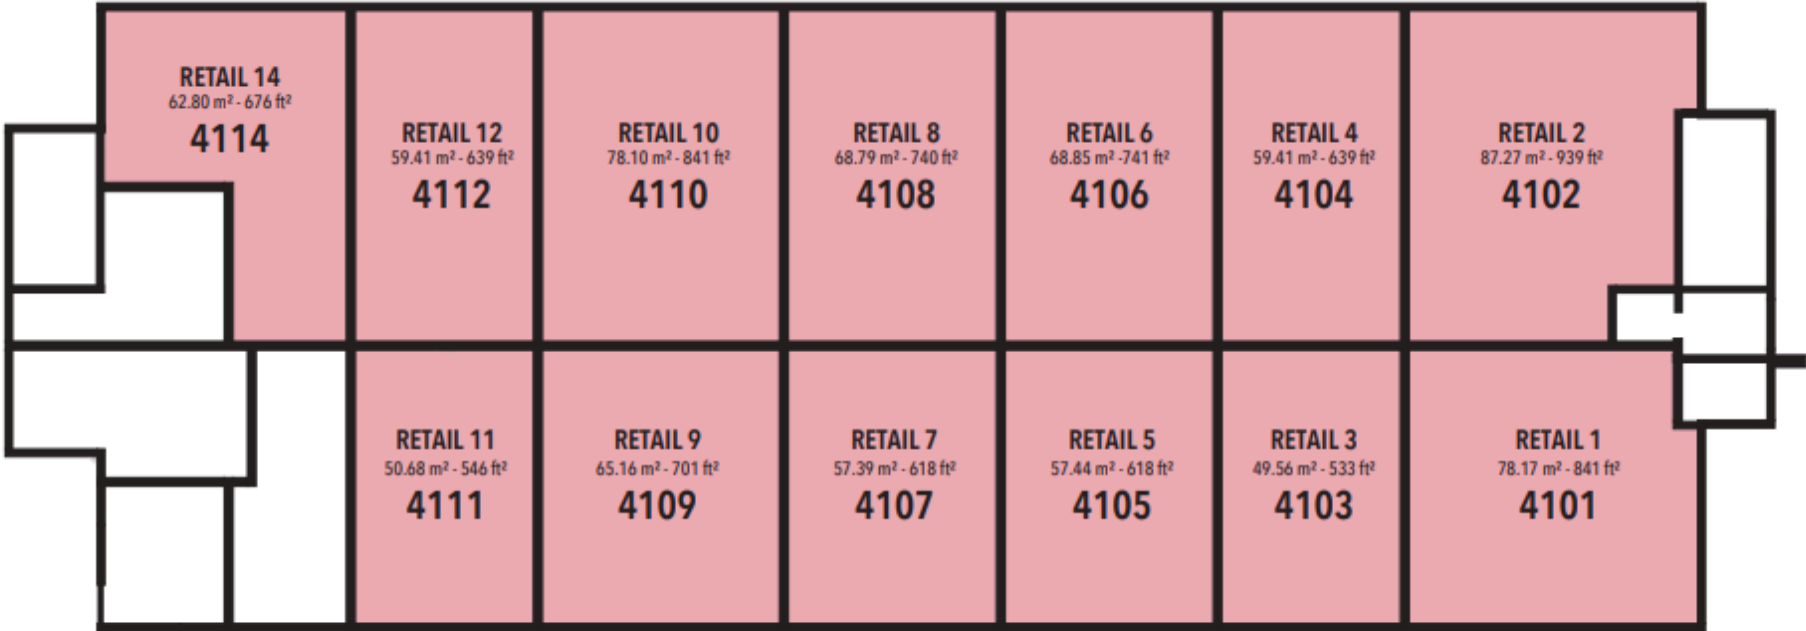 RETAIL 14
62.80 m² - 676 ft²
4114
RETAIL 12
59.41 m² - 639 ft²
4112
RETAIL 10
78.10 m² - 841 ft²
4110
RETAIL 8
68.79 m² - 740 ft²
4108
RETAIL 6
68.85 m² -741 ft²
4106
RETAIL 4
59.41 m² - 639 ft²
4104
RETAIL 2
87.27 m² - 939 ft²
4102
RETAIL 11
50.68 m² - 546 ft²
4111
RETAIL 9
65.16 m² - 701 ft²
4109
RETAIL 7
57.39 m² - 618 ft²
4107
RETAIL 5
57.44 m² - 618 ft²
4105
RETAIL 3
49.56 m² - 533 ft²
4103
RETAIL 1
78.17 m² - 841 ft²
4101